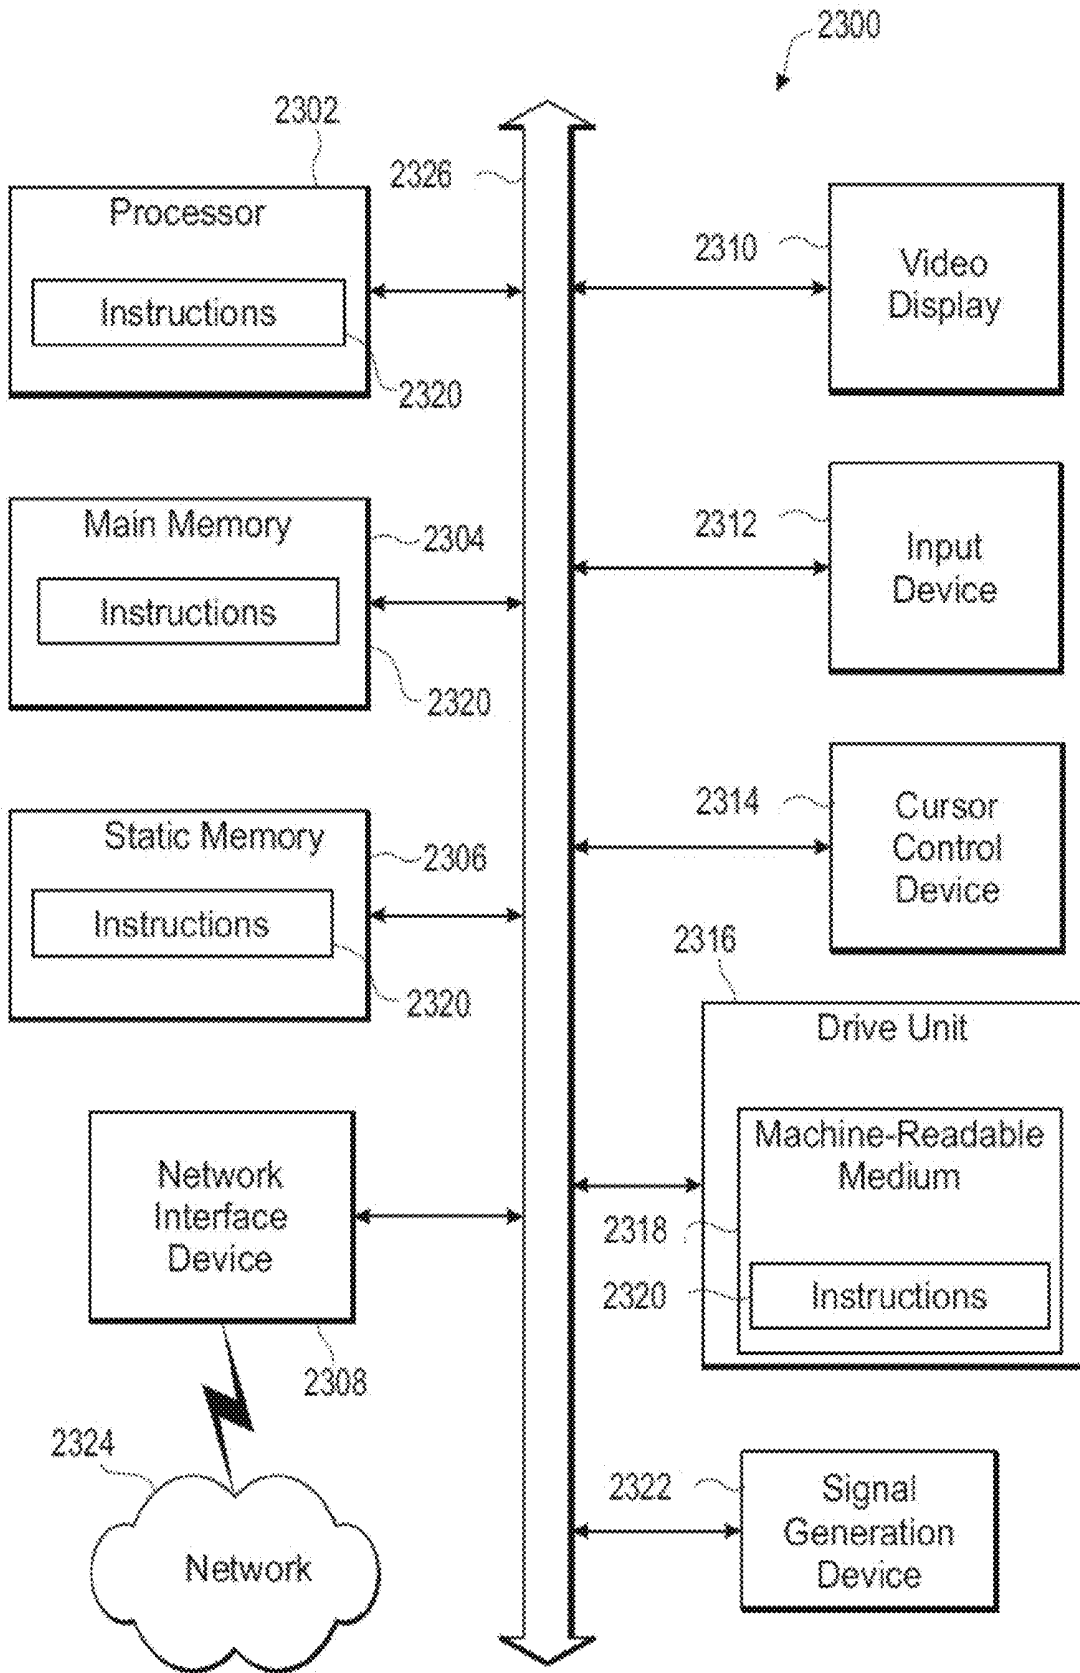 2300
2302
Processor
Instructions
2320
2326
2310
Video
Display
Main Memory
2304
Instructions
2320
2312
Input
Device
Static Memory
2306
Instructions
2320
2314
Cursor
Control
Device
2316
Drive Unit
Machine-Readable
Medium
2318
2320
Instructions
Network
Interface
Device
2308
2324
Network
2322
Signal
Generation
Device